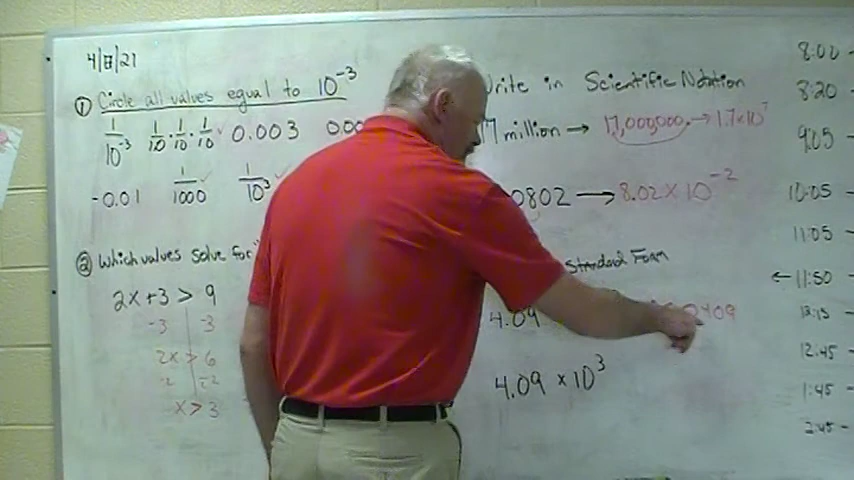 4/8/21
① Circle all values equal to 10⁻³
1/10⁻³ 1/10 · 1/10 · 1/10 ✓ 0.003 0.00
-0.01 1/1000 ✓ 1/10³ ✓
② Which values solve for
2x + 3 > 9
-3 -3
2x > 6
÷2 ÷2
x > 3
Write in Scientific Notation
17 million → 17,000,000. → 1.7×10⁷
0802 → 8.02 × 10⁻²
Standard Form
4.09 0409
4.09 × 10³
8:00
8:20
9:05 -
10:05 -
11:05 -
← 11:50 -
12:15 -
12:45 -
1:45 -
2:45 -